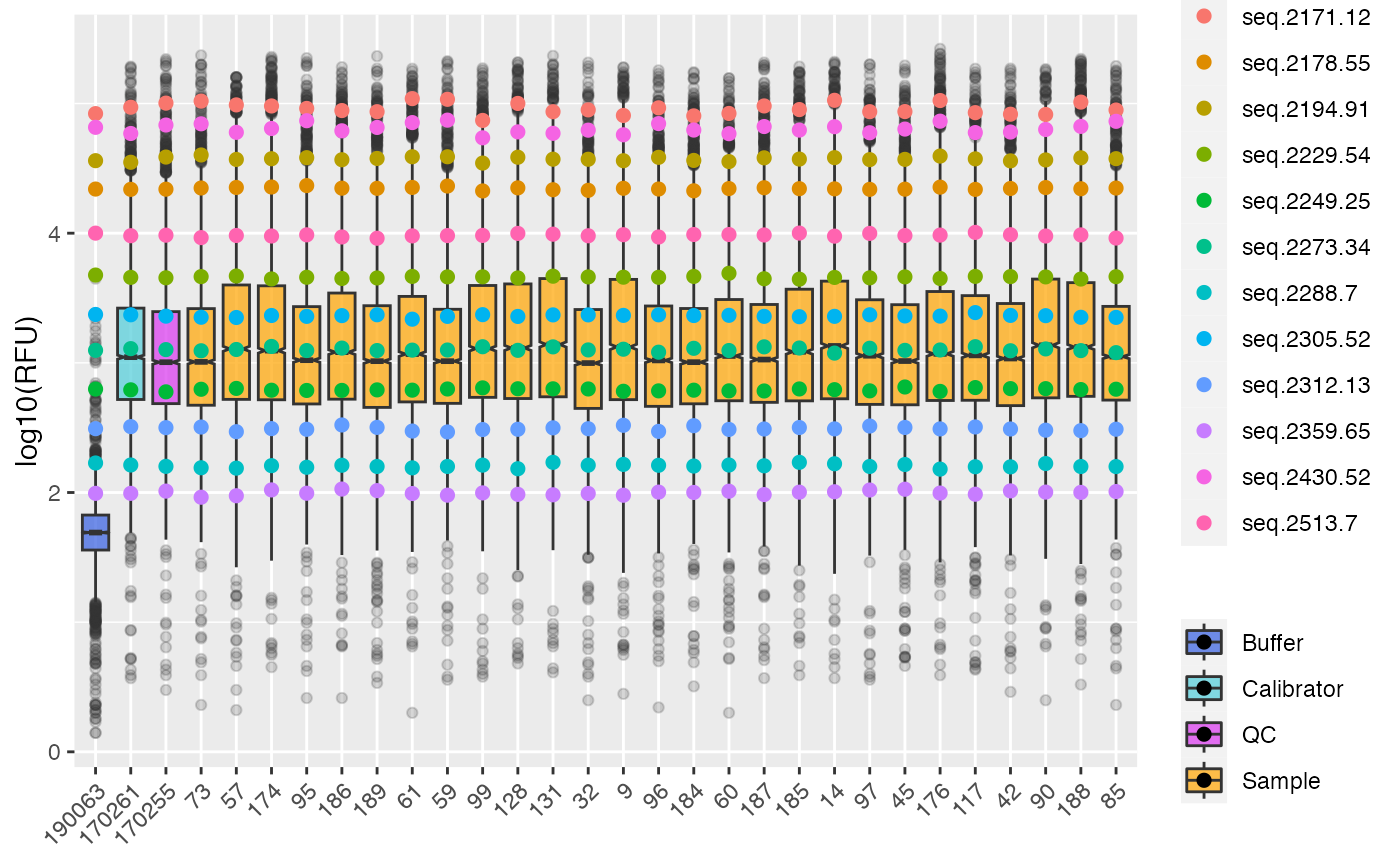 log10(RFU)
4
2
0
190063
170261
170255
73
57
174
95
186
189
61
59
99
128
131
32
9
96
184
60
187
185
14
97
45
176
117
42
90
188
85
seq.2171.12
seq.2178.55
seq.2194.91
seq.2229.54
seq.2249.25
seq.2273.34
seq.2288.7
seq.2305.52
seq.2312.13
seq.2359.65
seq.2430.52
seq.2513.7
Buffer
Calibrator
QC
Sample